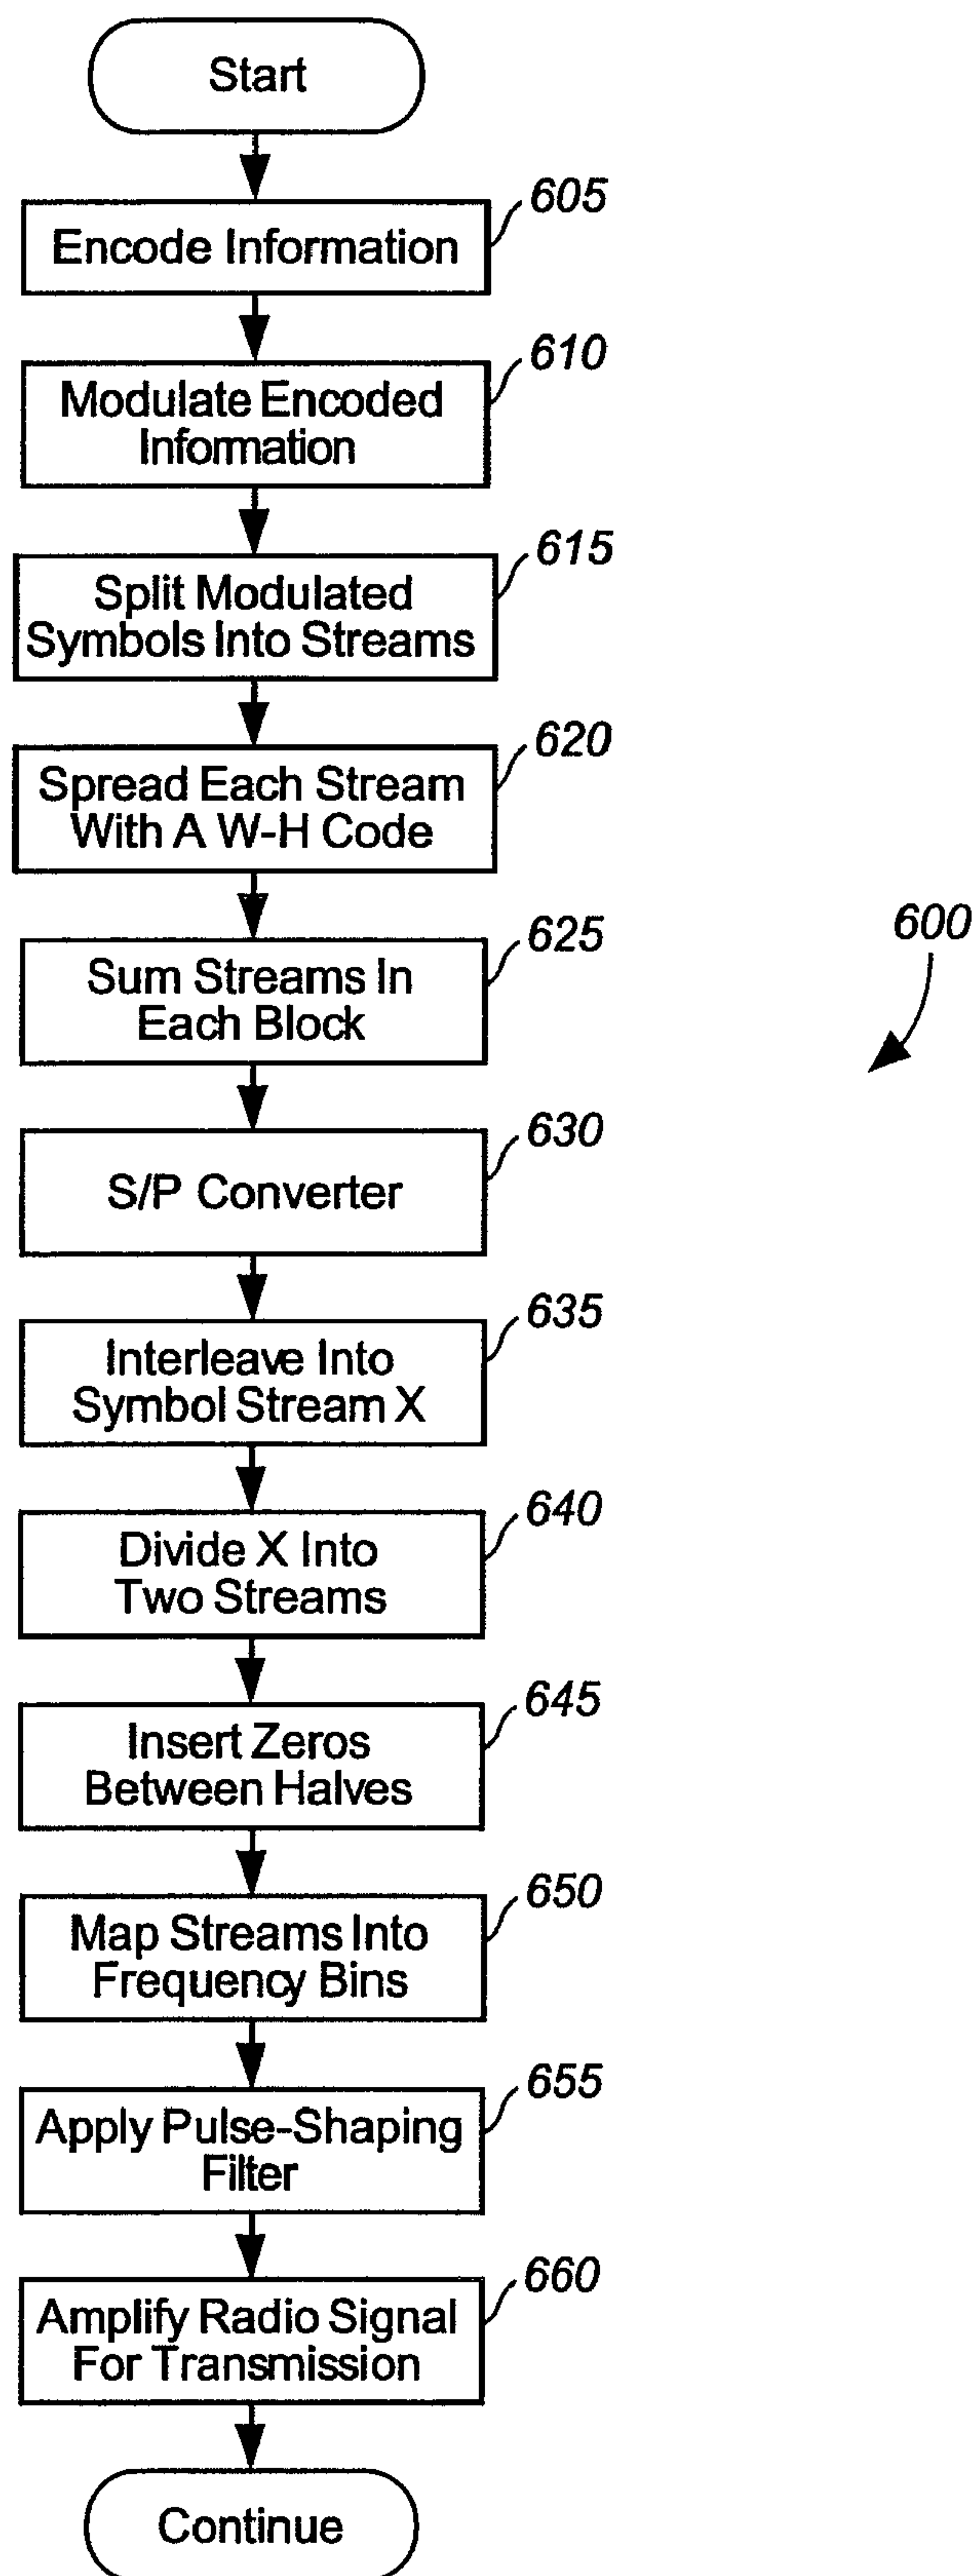 Start
605
Encode Information
610
Modulate Encoded
Information
615
Split Modulated
Symbols Into Streams
620
Spread Each Stream
With A W-H Code
600
625
Sum Streams In
Each Block
630
S/P Converter
635
Interleave Into
Symbol Stream X
640
Divide X Into
Two Streams
645
Insert Zeros
Between Halves
650
Map Streams Into
Frequency Bins
655
Apply Pulse-Shaping
Filter
660
Amplify Radio Signal
For Transmission
Continue